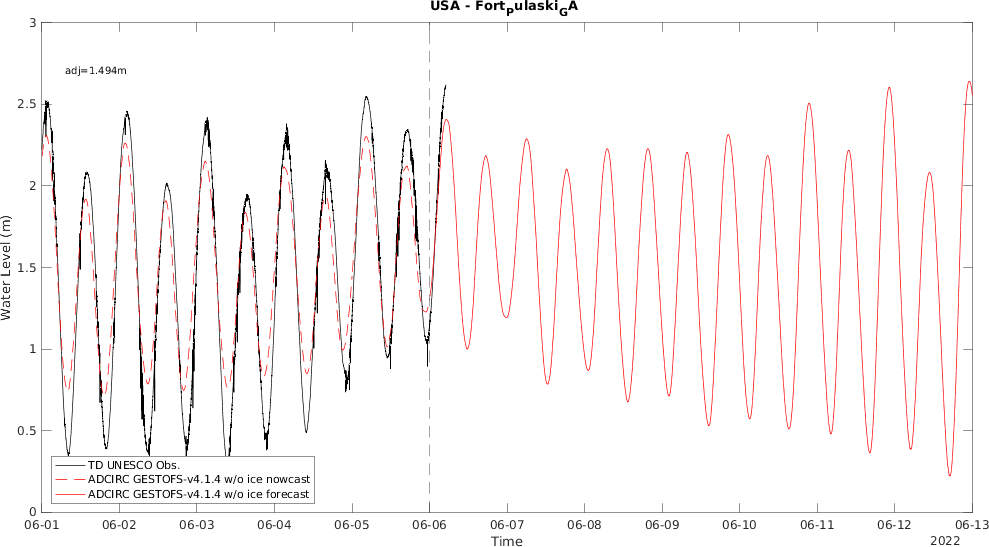 USA - FortPulaskiGA
3
adj=1.494m
2.5
2
1.5
1
0.5
0
Water Level (m)
TD UNESCO Obs.
ADCIRC GESTOFS-v4.1.4 w/o ice nowcast
ADCIRC GESTOFS-v4.1.4 w/o ice forecast
06-01 06-02 06-03 06-04 06-05 06-06 06-07 06-08 06-09 06-10 06-11 06-12 06-13
Time
2022